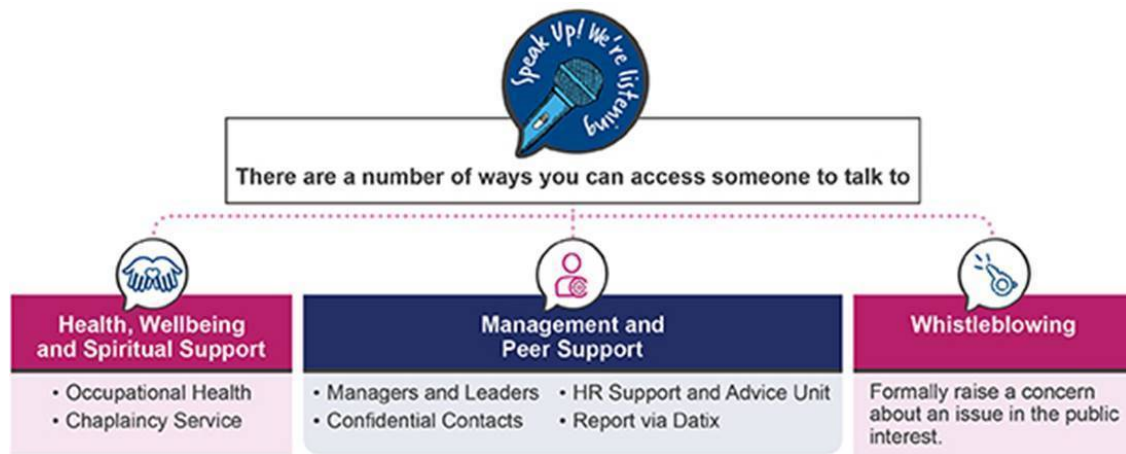 Speak Up! We're listening
There are a number of ways you can access someone to talk to
Health, Wellbeing
and Spiritual Support
• Occupational Health
• Chaplaincy Service
Management and
Peer Support
• Managers and Leaders
• Confidential Contacts
• HR Support and Advice Unit
• Report via Datix
Whistleblowing
Formally raise a concern
about an issue in the public
interest.